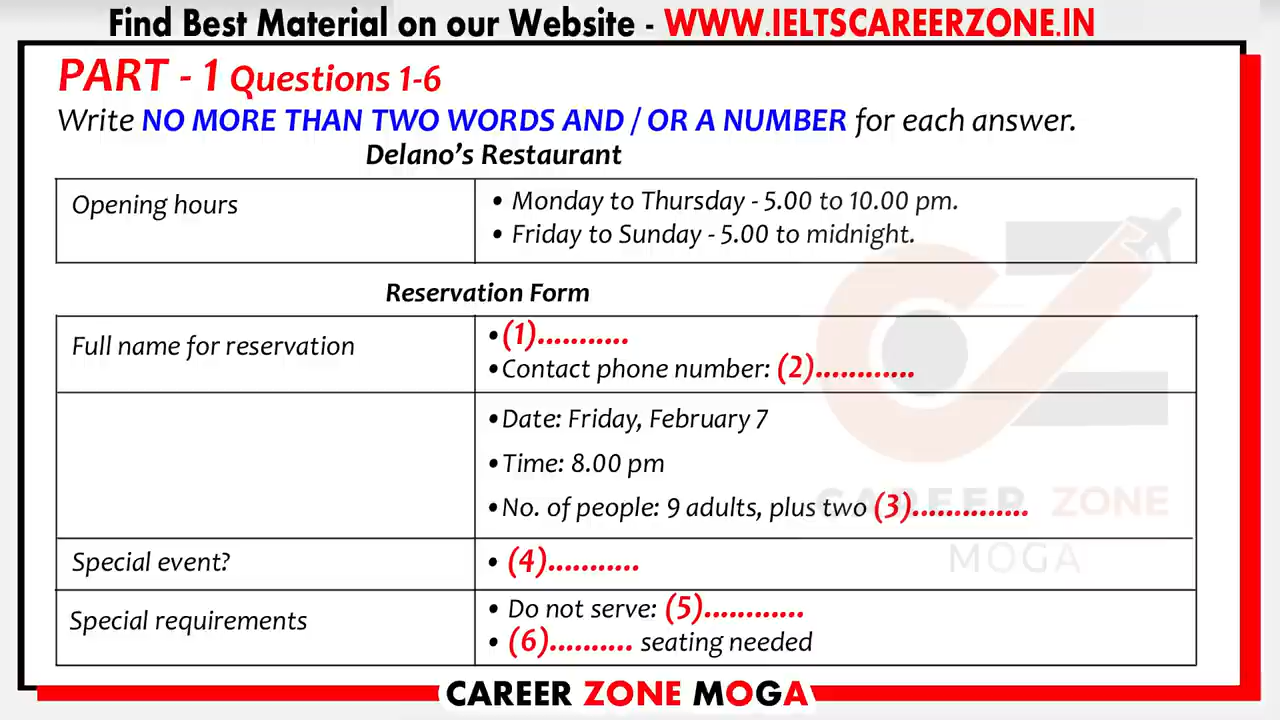 Find Best Material on our Website - WWW.IELTSCAREERZONE.IN
PART - 1 Questions 1-6
Write NO MORE THAN TWO WORDS AND / OR A NUMBER for each answer.
Delano's Restaurant
Opening hours
• Monday to Thursday - 5.00 to 10.00 pm.
• Friday to Sunday - 5.00 to midnight.
Reservation Form
Full name for reservation
•(1)...........
•Contact phone number: (2)............
•Date: Friday, February 7
•Time: 8.00 pm
•No. of people: 9 adults, plus two (3)..............
CAREER ZONE
MOGA
Special event?
• (4)...........
Special requirements
• Do not serve: (5)............
• (6).......... seating needed
CAREER ZONE MOGA